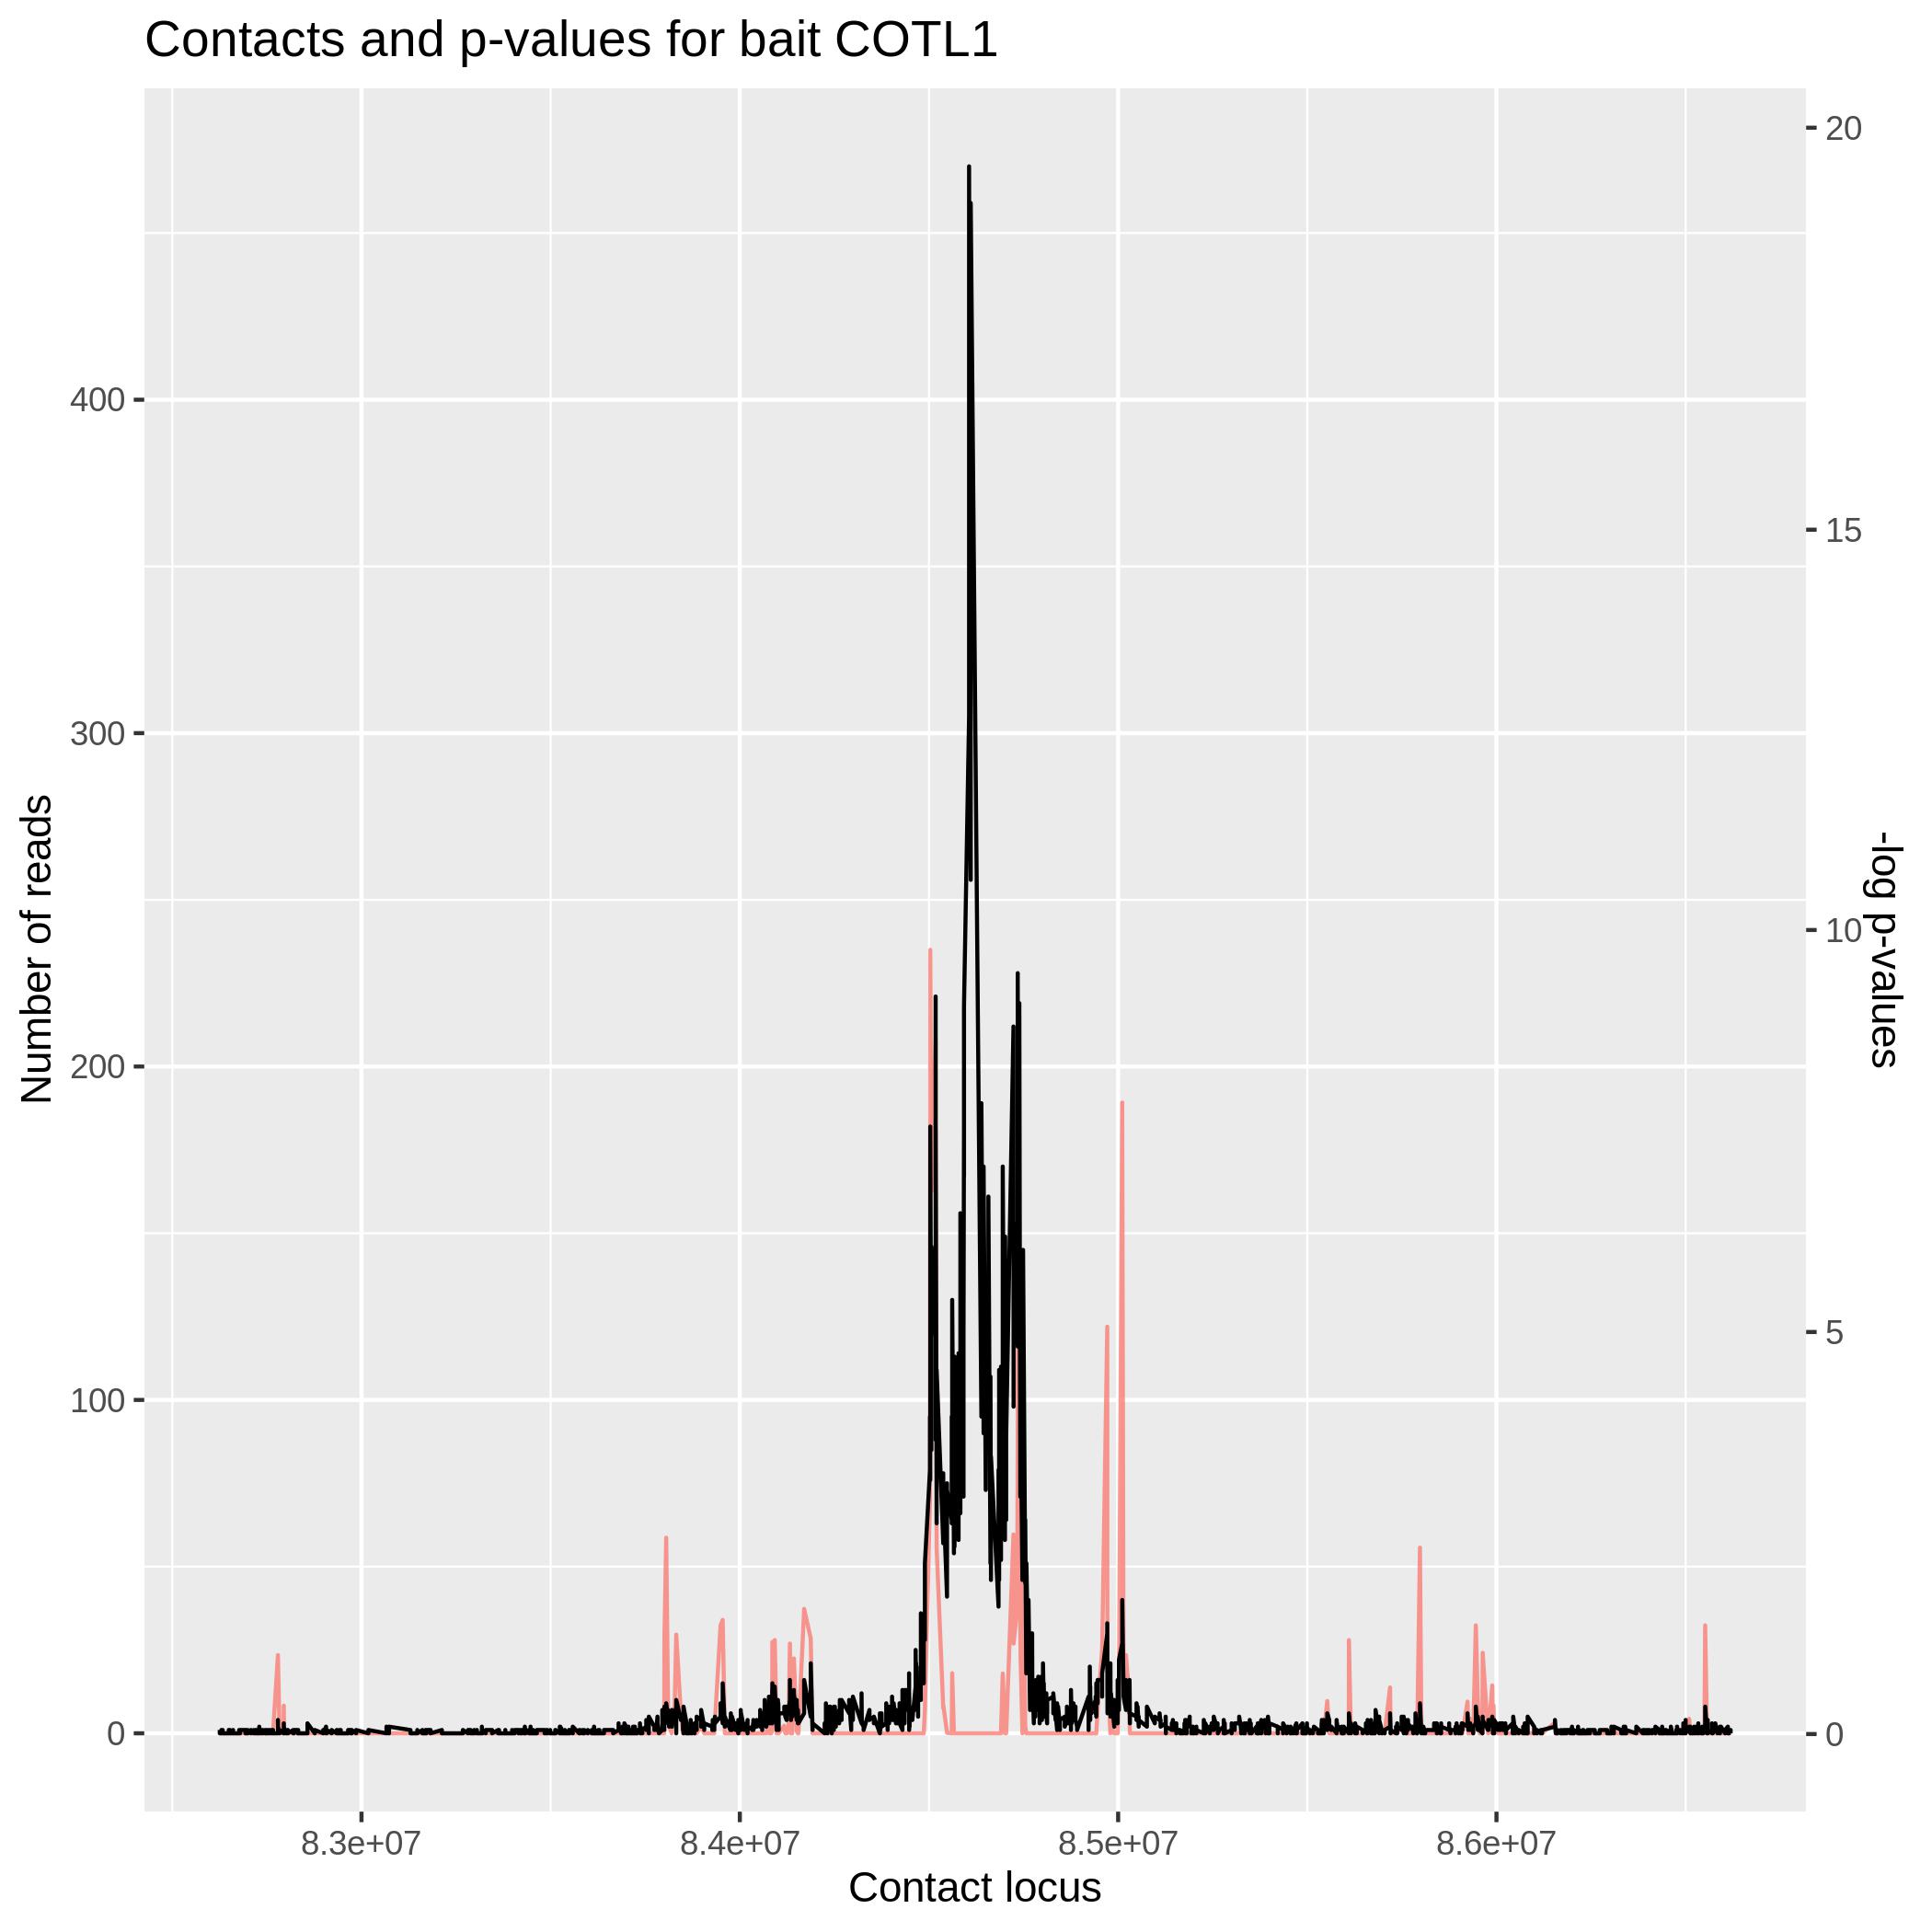 Contacts and p-values for bait COTL1
Number of reads
400
300
200
100
0
20
15
10
5
0
-log p-values
8.3e+07 8.4e+07 8.5e+07 8.6e+07
Contact locus